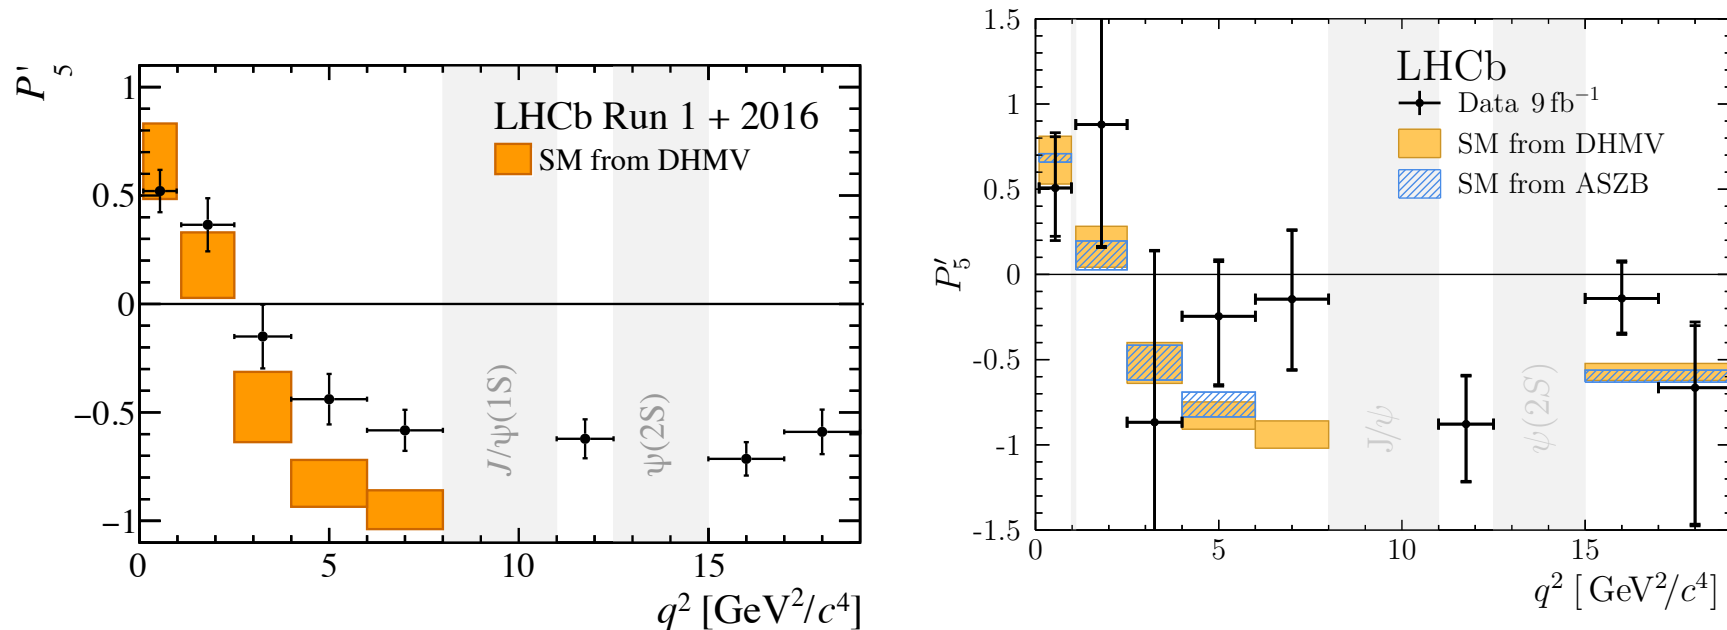 P′5
1
0.5
0
−0.5
−1
LHCb Run 1 + 2016
SM from DHMV
J/ψ(1S)
ψ(2S)
0 5 10 15
q² [GeV²/c⁴]
P′5
1.5
1
0.5
0
-0.5
-1
-1.5
LHCb
Data 9 fb⁻¹
SM from DHMV
SM from ASZB
J/ψ
ψ(2S)
0 5 10 15
q² [ GeV²/c⁴]